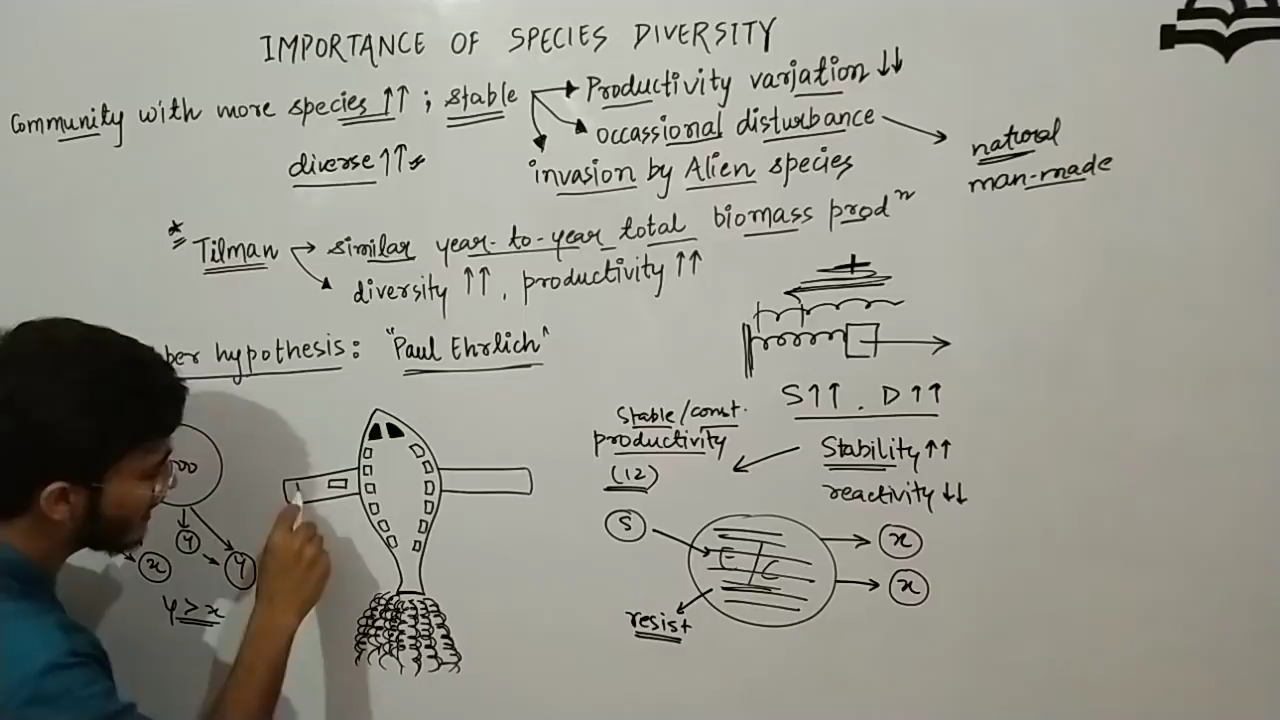 IMPORTANCE OF SPECIES DIVERSITY
Community with more species ↑↑ ; stable → Productivity variation ↓↓
diverse ↑↑
occassional disturbance → natural
man-made
invasion by Alien species
* Tilman → similar year-to-year total biomass prodⁿ
diversity ↑↑, productivity ↑↑
hypothesis: "Paul Ehrlich"
S↑↑ . D↑↑
Stability ↑↑
reactivity ↓↓
Stable/const.
productivity
(12)
S
E/C
x
x
resist
y
x
y
y > x